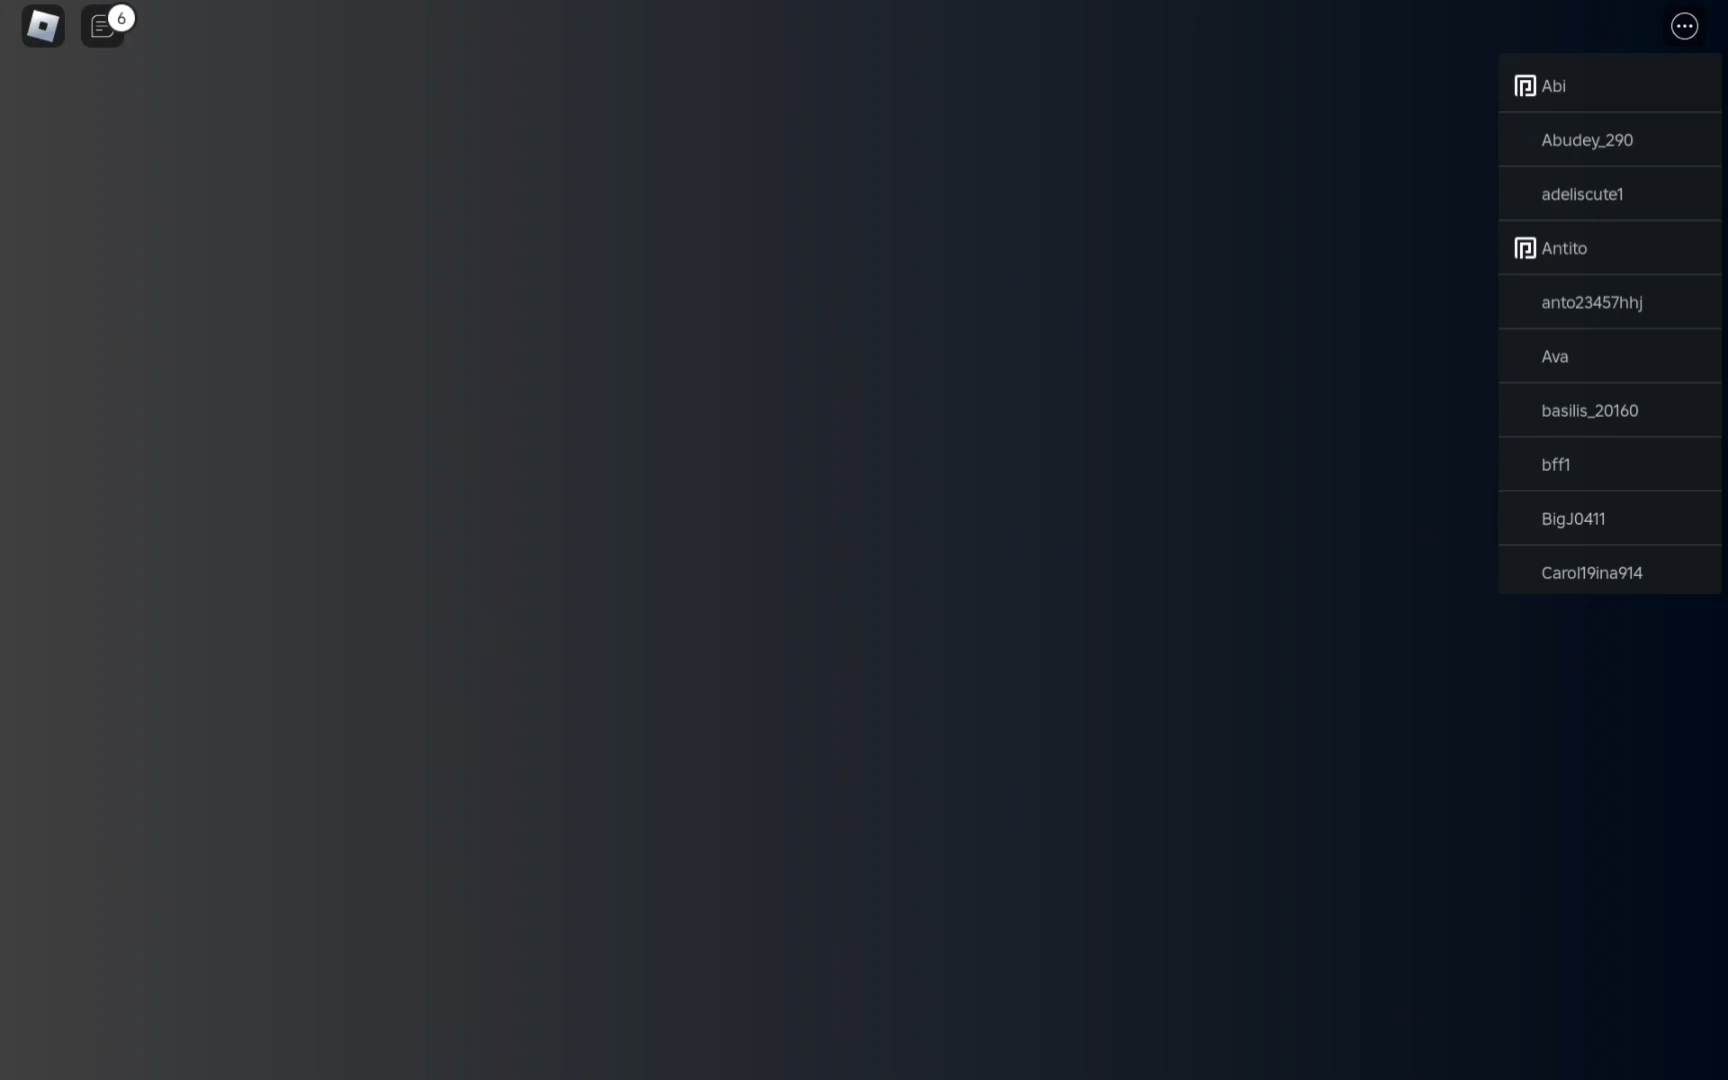 6
Abi
Abudey_290
adeliscute1
Antito
anto23457hhj
Ava
basilis_20160
bff1
BigJ0411
Carol19ina914